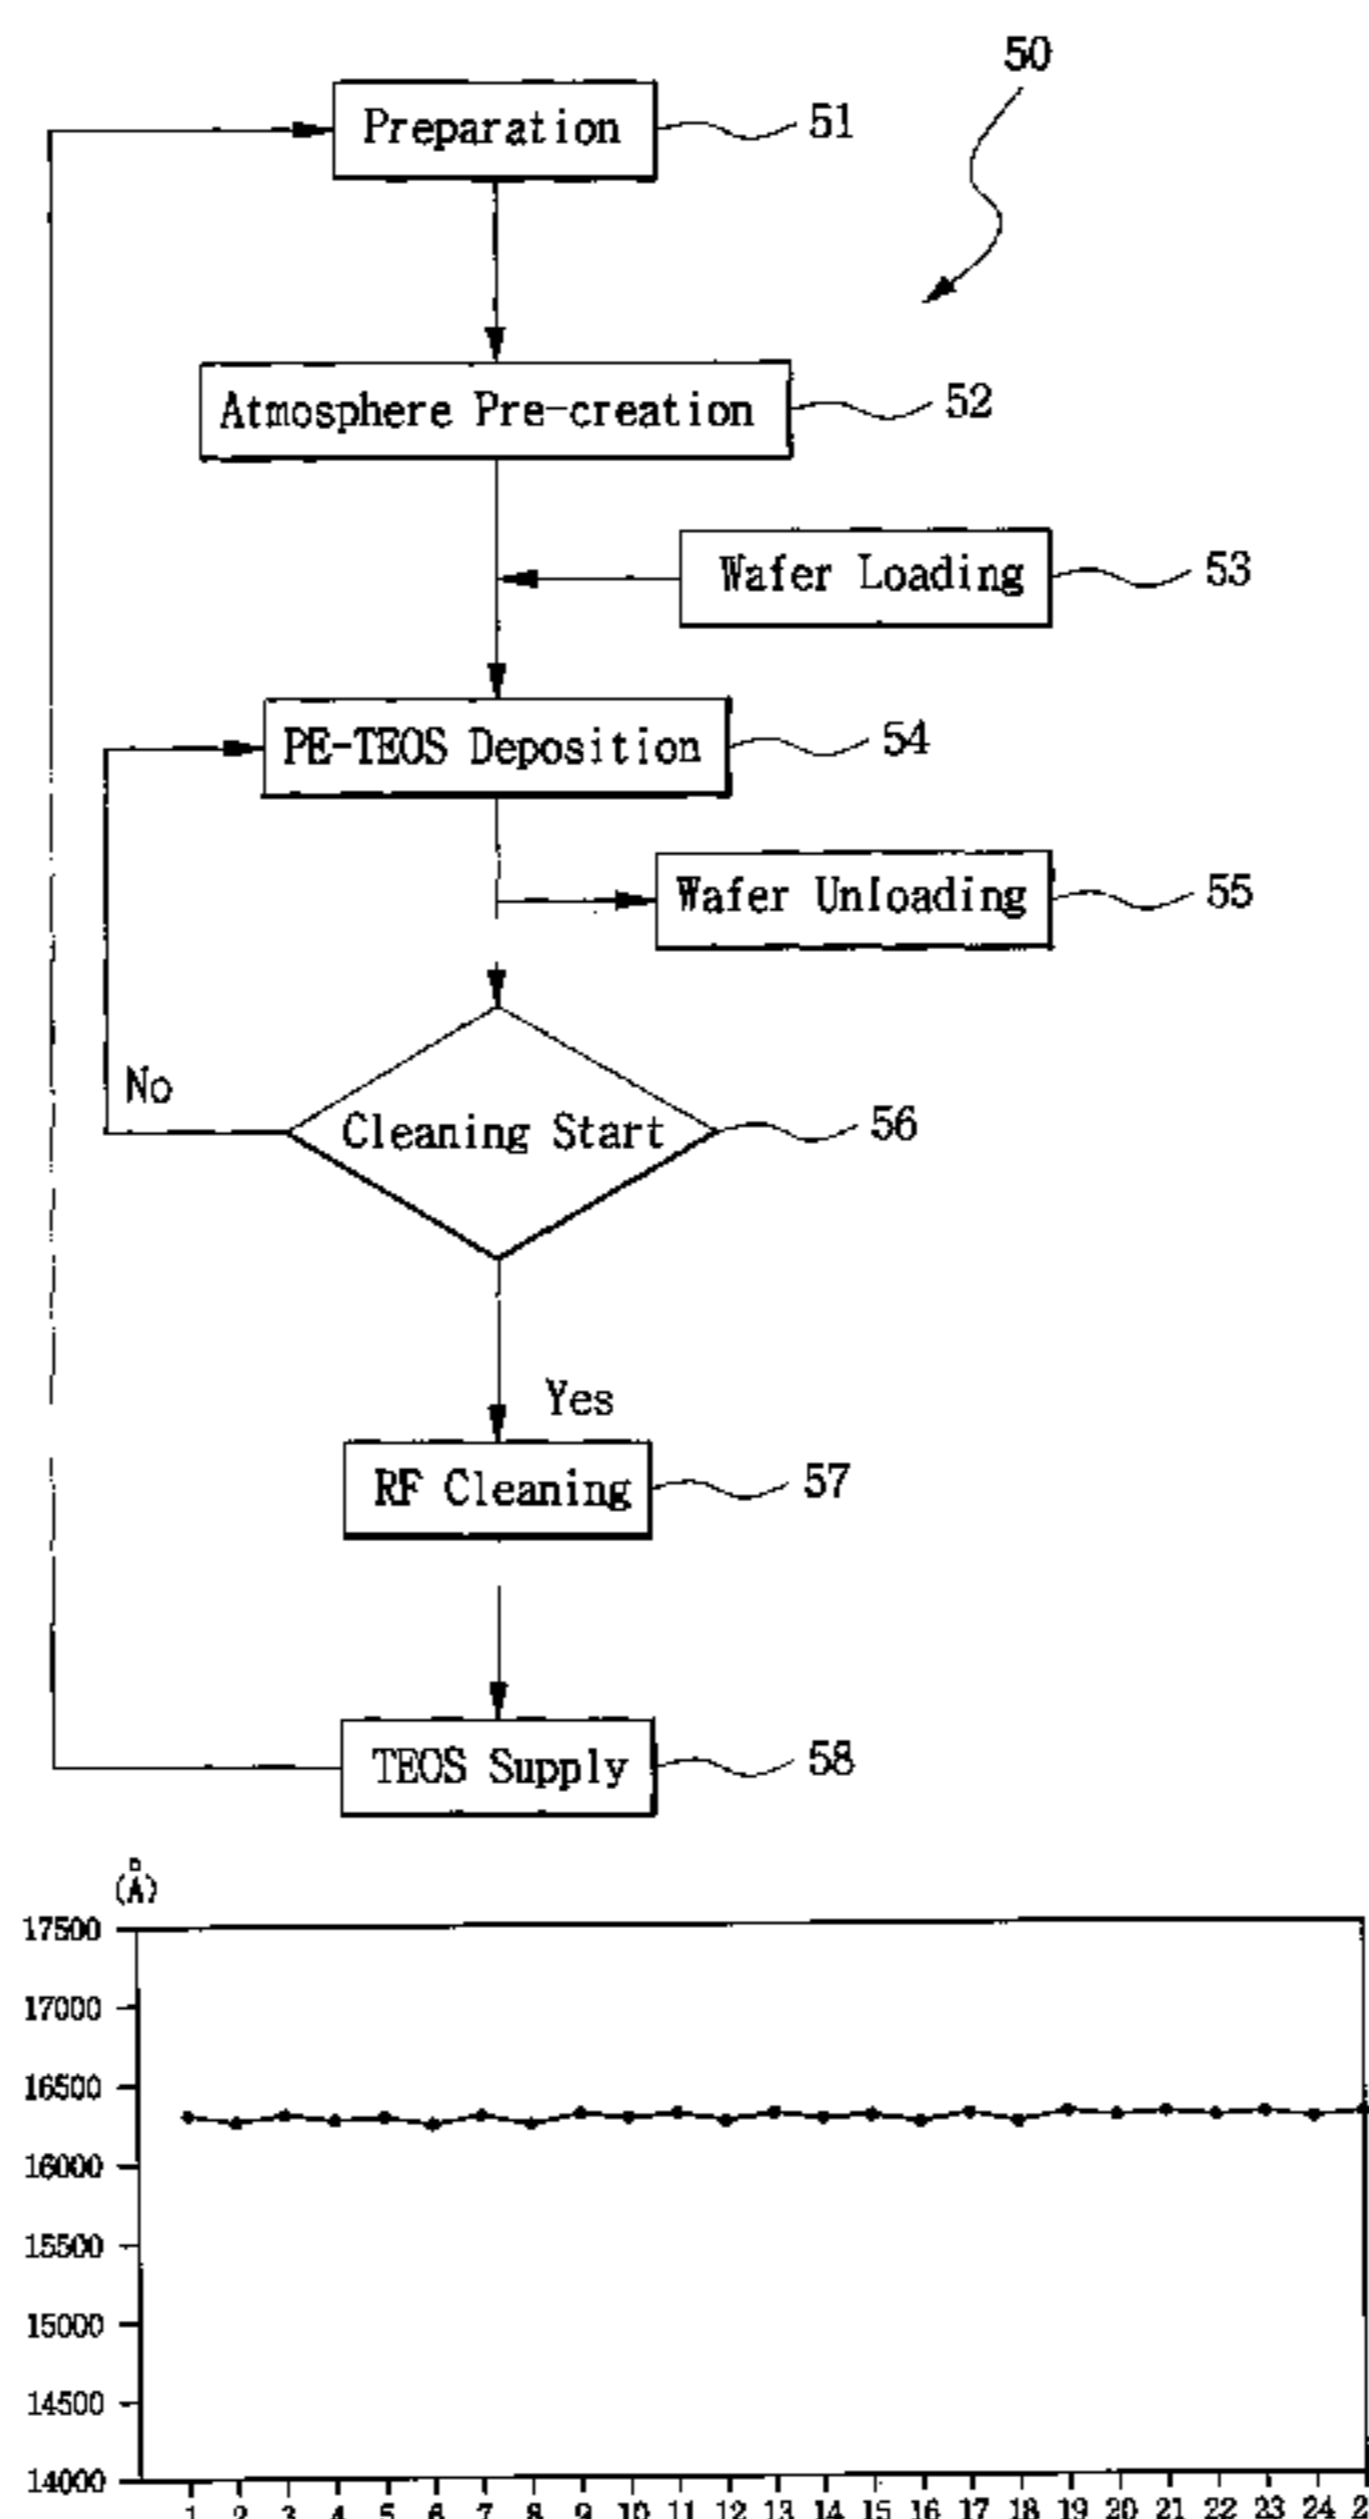 50
Preparation 51
Atmosphere Pre-creation 52
Wafer Loading 53
PE-TEOS Deposition 54
Wafer Unloading 55
No
Cleaning Start 56
Yes
RF Cleaning 57
TEOS Supply 58
(Å)
17500
17000
16500
16000
15500
15000
14500
14000
1 2 3 4 5 6 7 8 9 10 11 12 13 14 15 16 17 18 19 20 21 22 23 24